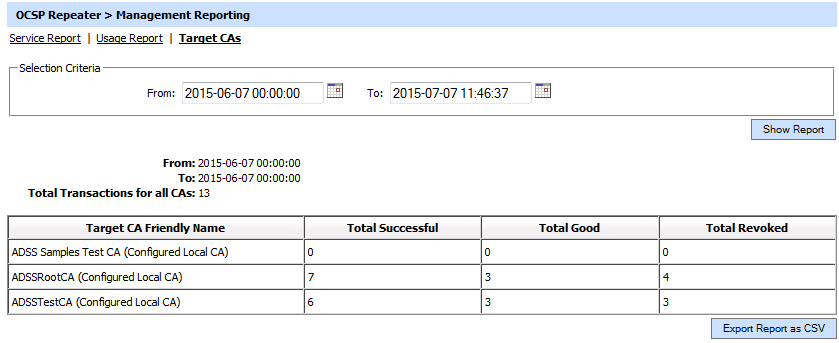 OCSP Repeater > Management Reporting
Service Report | Usage Report | Target CAs
Selection Criteria
From: 2015-06-07 00:00:00 To: 2015-07-07 11:46:37
Show Report
From: 2015-06-07 00:00:00
To: 2015-06-07 00:00:00
Total Transactions for all CAs: 13
Target CA Friendly Name Total Successful Total Good Total Revoked
ADSS Samples Test CA (Configured Local CA) 0 0 0
ADSSRootCA (Configured Local CA) 7 3 4
ADSSTestCA (Configured Local CA) 6 3 3
Export Report as CSV